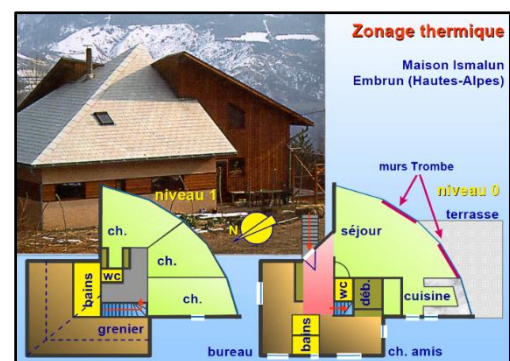 Zonage thermique
Maison Ismalun
Embrun (Hautes-Alpes)
murs Trombe
niveau 1
niveau 0
terrasse
ch.
N
séjour
ch.
wc
bains
ch.
wc
déb.
cuisine
grenier
bureau
bains
ch. amis